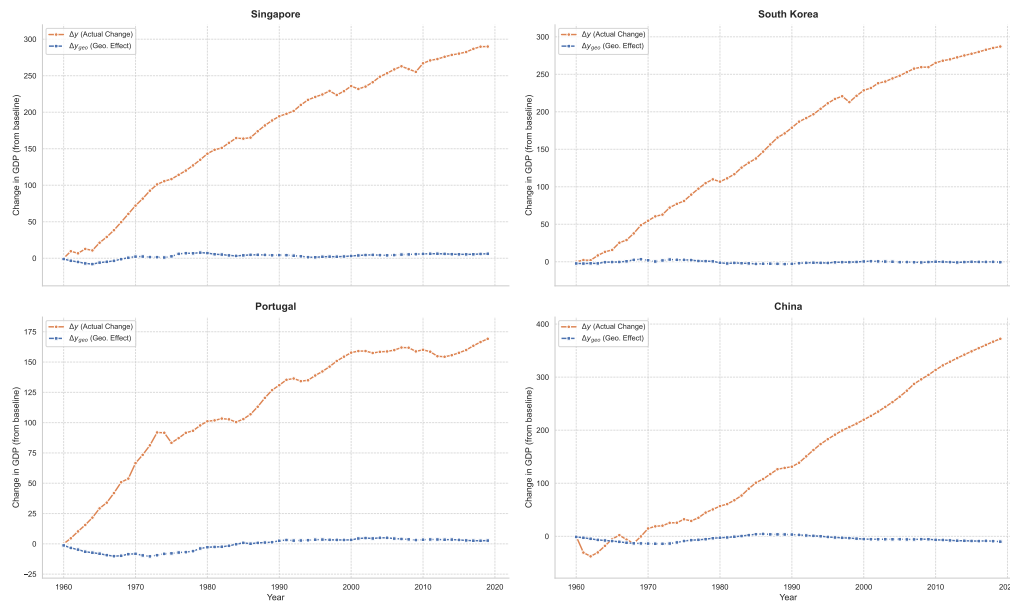 Singapore
Δy (Actual Change)
Δy_geo (Geo. Effect)
Change in GDP (from baseline)
300
250
200
150
100
50
0
South Korea
Δy (Actual Change)
Δy_geo (Geo. Effect)
Change in GDP (from baseline)
300
250
200
150
100
50
0
Portugal
Δy (Actual Change)
Δy_geo (Geo. Effect)
Change in GDP (from baseline)
175
150
125
100
75
50
25
0
−25
1960
1970
1980
1990
2000
2010
2020
Year
China
Δy (Actual Change)
Δy_geo (Geo. Effect)
Change in GDP (from baseline)
400
300
200
100
0
1960
1970
1980
1990
2000
2010
2020
Year